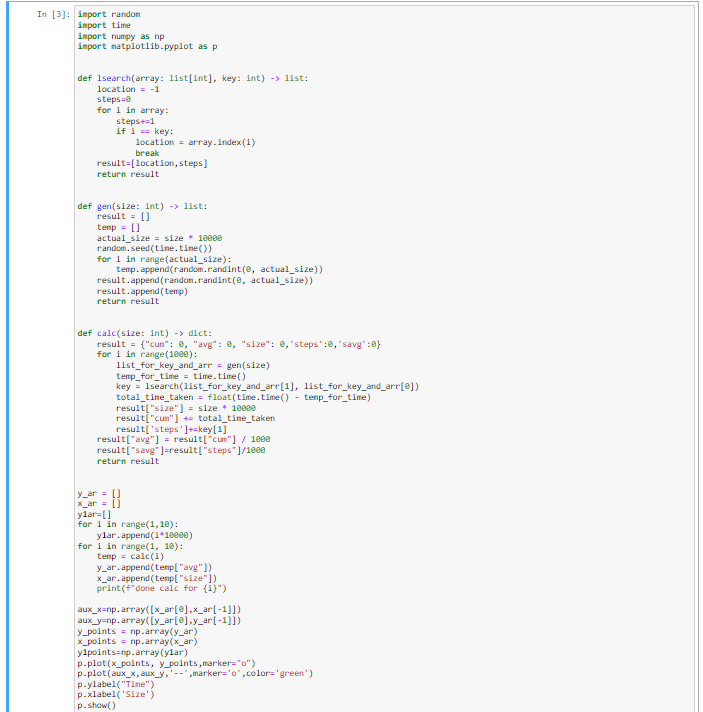 In [3]: import random
import time
import numpy as np
import matplotlib.pyplot as p
def lsearch(array: list[int], key: int) -> list:
    location = -1
    steps=0
    for i in array:
        steps+=1
        if i == key:
            location = array.index(i)
            break
    result=[location,steps]
    return result
def gen(size: int) -> list:
    result = []
    temp = []
    actual_size = size * 10000
    random.seed(time.time())
    for i in range(actual_size):
        temp.append(random.randint(0, actual_size))
    result.append(random.randint(0, actual_size))
    result.append(temp)
    return result
def calc(size: int) -> dict:
    result = {"cum": 0, "avg": 0, "size": 0,'steps':0,'savg':0}
    for i in range(1000):
        list_for_key_and_arr = gen(size)
        temp_for_time = time.time()
        key = lsearch(list_for_key_and_arr[1], list_for_key_and_arr[0])
        total_time_taken = float(time.time() - temp_for_time)
        result["size"] = size * 10000
        result["cum"] += total_time_taken
        result['steps']+=key[1]
    result["avg"] = result["cum"] / 1000
    result["savg"]=result["steps"]/1000
    return result
y_ar = []
x_ar = []
y1ar=[]
for i in range(1,10):
    y1ar.append(i*10000)
for i in range(1, 10):
    temp = calc(i)
    y_ar.append(temp["avg"])
    x_ar.append(temp["size"])
    print(f"done calc for {i}")
aux_x=np.array([x_ar[0],x_ar[-1]])
aux_y=np.array([y_ar[0],y_ar[-1]])
y_points = np.array(y_ar)
x_points = np.array(x_ar)
y1points=np.array(y1ar)
p.plot(x_points, y_points,marker="o")
p.plot(aux_x,aux_y,'--',marker='o',color='green')
p.ylabel("Time")
p.xlabel('Size')
p.show()